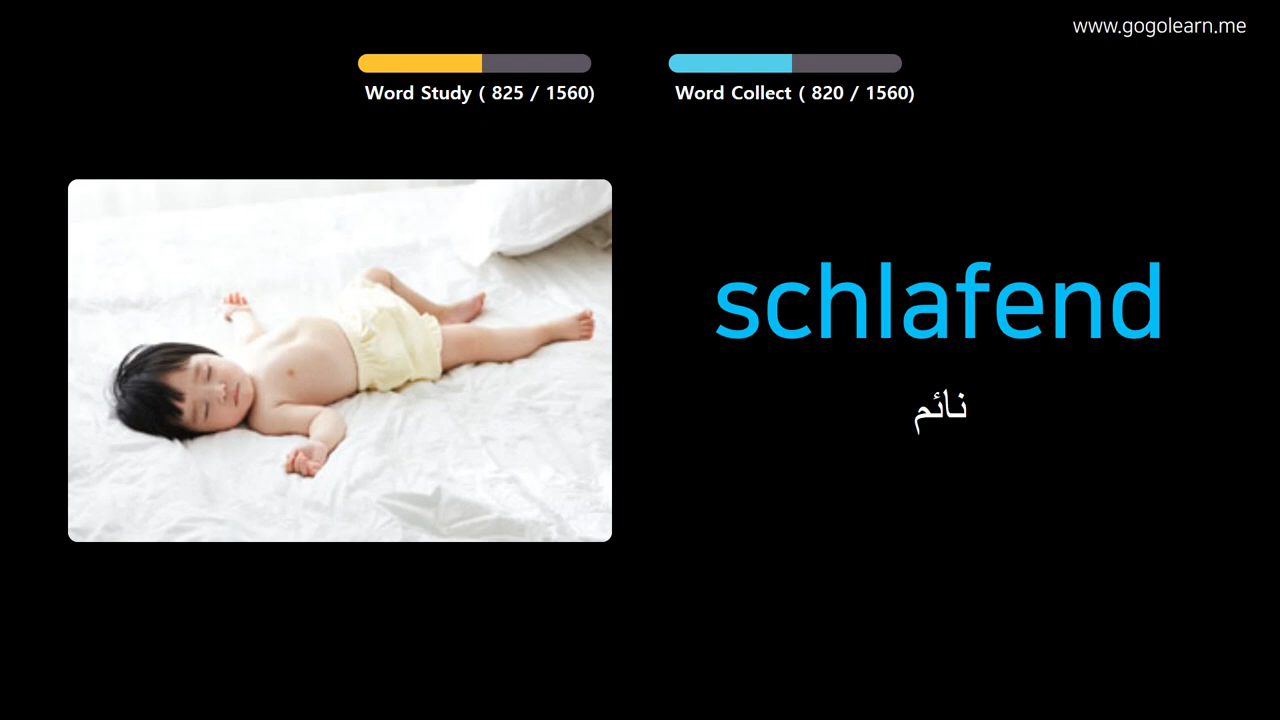 www.gogolearn.me
Word Study ( 825 / 1560)
Word Collect ( 820 / 1560)
schlafend
نائم